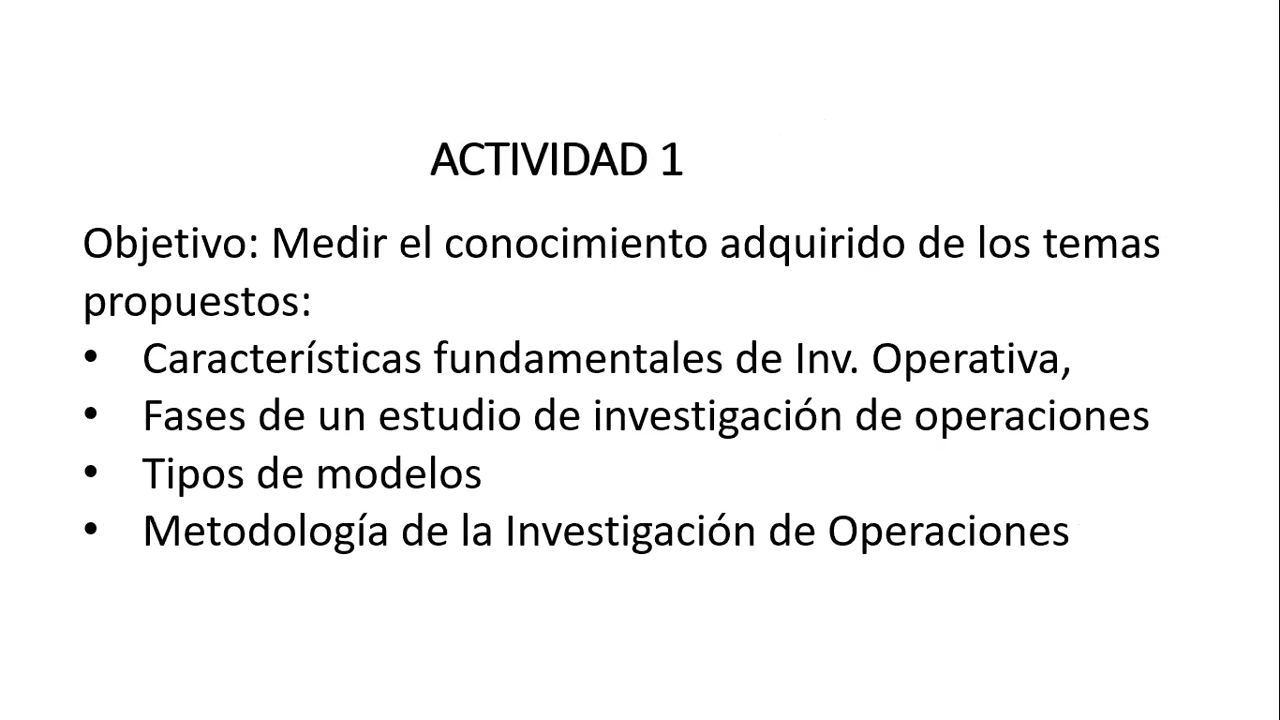 ACTIVIDAD 1
Objetivo: Medir el conocimiento adquirido de los temas
propuestos:
• Características fundamentales de Inv. Operativa,
• Fases de un estudio de investigación de operaciones
• Tipos de modelos
• Metodología de la Investigación de Operaciones